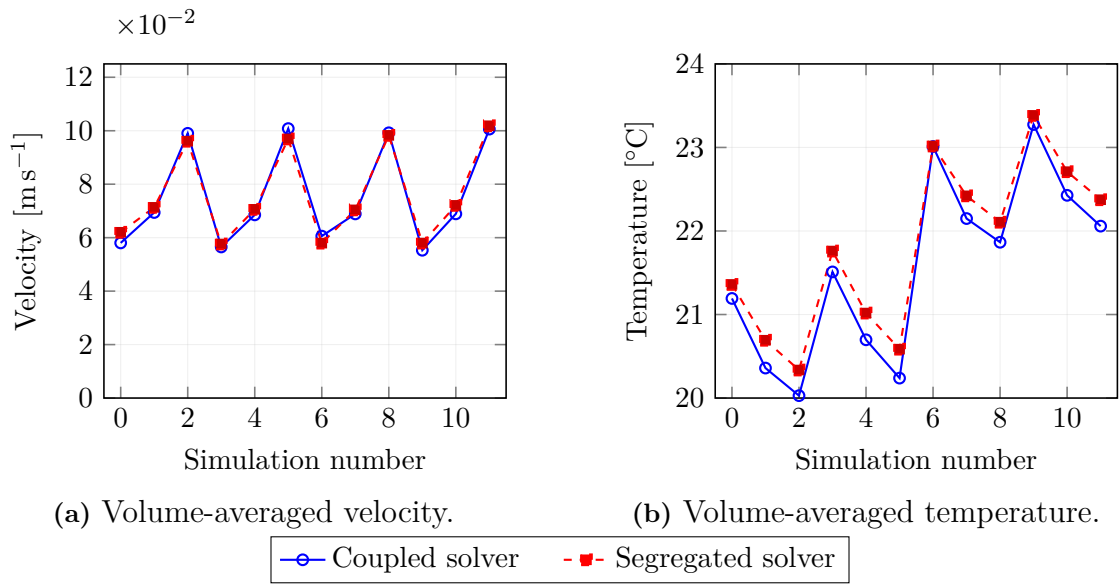 ×10−2
12
10
8
6
4
2
0
0 2 4 6 8 10
Velocity [m s−1]
Simulation number
(a) Volume-averaged velocity.
24
23
22
21
20
0 2 4 6 8 10
Temperature [°C]
Simulation number
(b) Volume-averaged temperature.
Coupled solver
Segregated solver